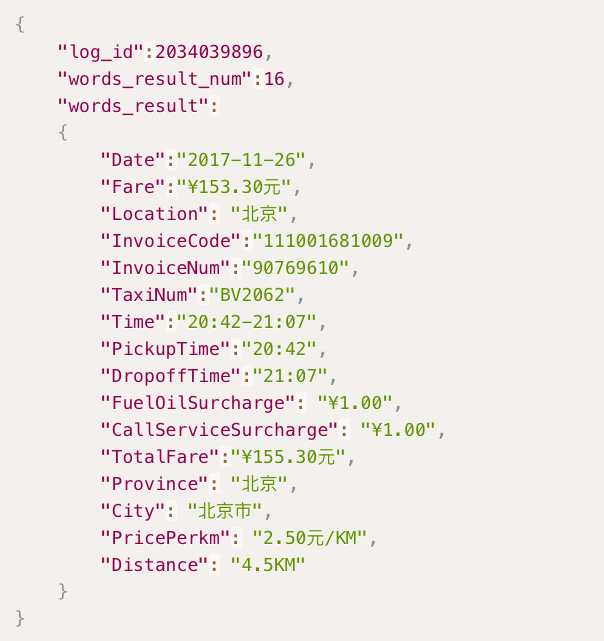 {
"log_id":2034039896,
"words_result_num":16,
"words_result":
{
"Date":"2017-11-26",
"Fare":"¥153.30元",
"Location": "北京",
"InvoiceCode":"111001681009",
"InvoiceNum":"90769610",
"TaxiNum":"BV2062",
"Time":"20:42-21:07",
"PickupTime":"20:42",
"DropoffTime":"21:07",
"FuelOilSurcharge": "¥1.00",
"CallServiceSurcharge": "¥1.00",
"TotalFare":"¥155.30元",
"Province": "北京",
"City": "北京市",
"PricePerkm": "2.50元/KM",
"Distance": "4.5KM"
}
}